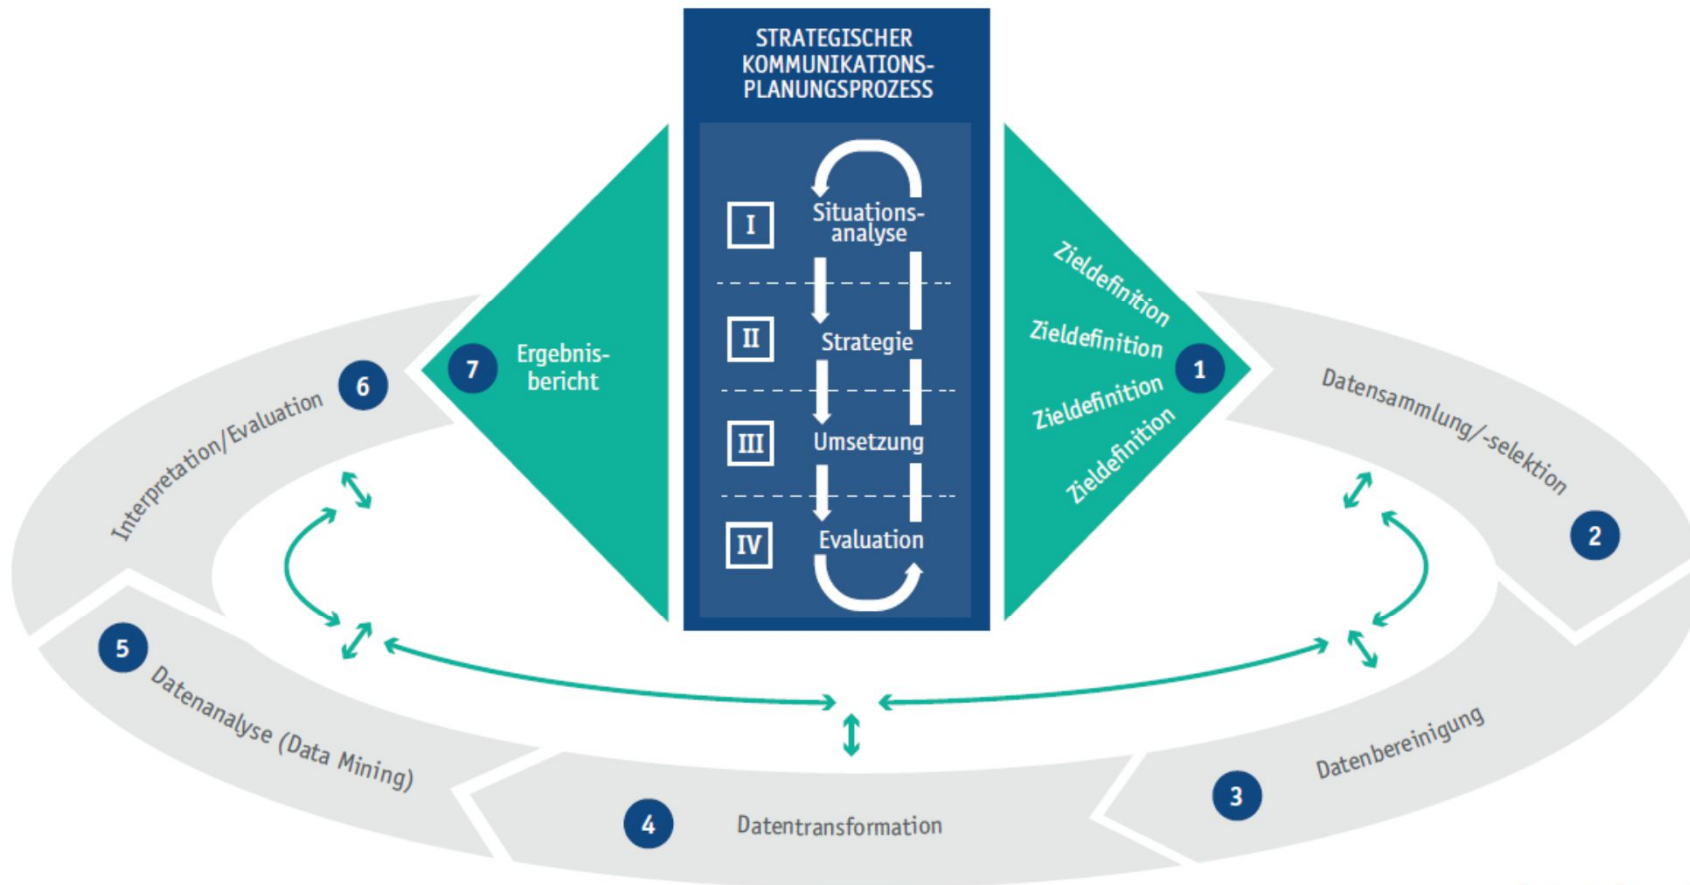 STRATEGISCHER
KOMMUNIKATIONS-
PLANUNGSPROZESS
I
Situations-
analyse
II
Strategie
III
Umsetzung
IV
Evaluation
Zieldefinition
Zieldefinition
Zieldefinition
Zieldefinition
1
Datensammlung/-selektion
2
Datenbereinigung
3
Datentransformation
4
Datenanalyse (Data Mining)
5
Interpretation/Evaluation
6
7
Ergebnis-
bericht